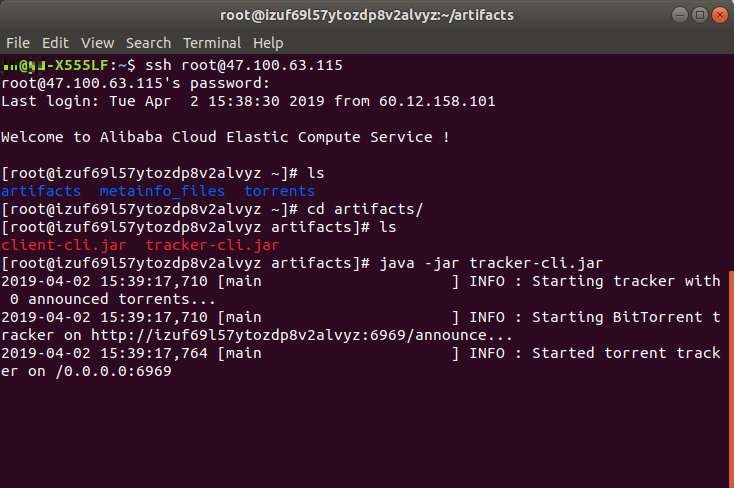 root@izuf69l57ytozdp8v2alvyz:~/artifacts
File Edit View Search Terminal Help
-X555LF:~$ ssh root@47.100.63.115
root@47.100.63.115's password:
Last login: Tue Apr  2 15:38:30 2019 from 60.12.158.101
Welcome to Alibaba Cloud Elastic Compute Service !
[root@izuf69l57ytozdp8v2alvyz ~]# ls
artifacts  metainfo_files  torrents
[root@izuf69l57ytozdp8v2alvyz ~]# cd artifacts/
[root@izuf69l57ytozdp8v2alvyz artifacts]# ls
client-cli.jar  tracker-cli.jar
[root@izuf69l57ytozdp8v2alvyz artifacts]# java -jar tracker-cli.jar
2019-04-02 15:39:17,710 [main                     ] INFO : Starting tracker with
 0 announced torrents...
2019-04-02 15:39:17,710 [main                     ] INFO : Starting BitTorrent t
racker on http://izuf69l57ytozdp8v2alvyz:6969/announce...
2019-04-02 15:39:17,764 [main                     ] INFO : Started torrent track
er on /0.0.0.0:6969